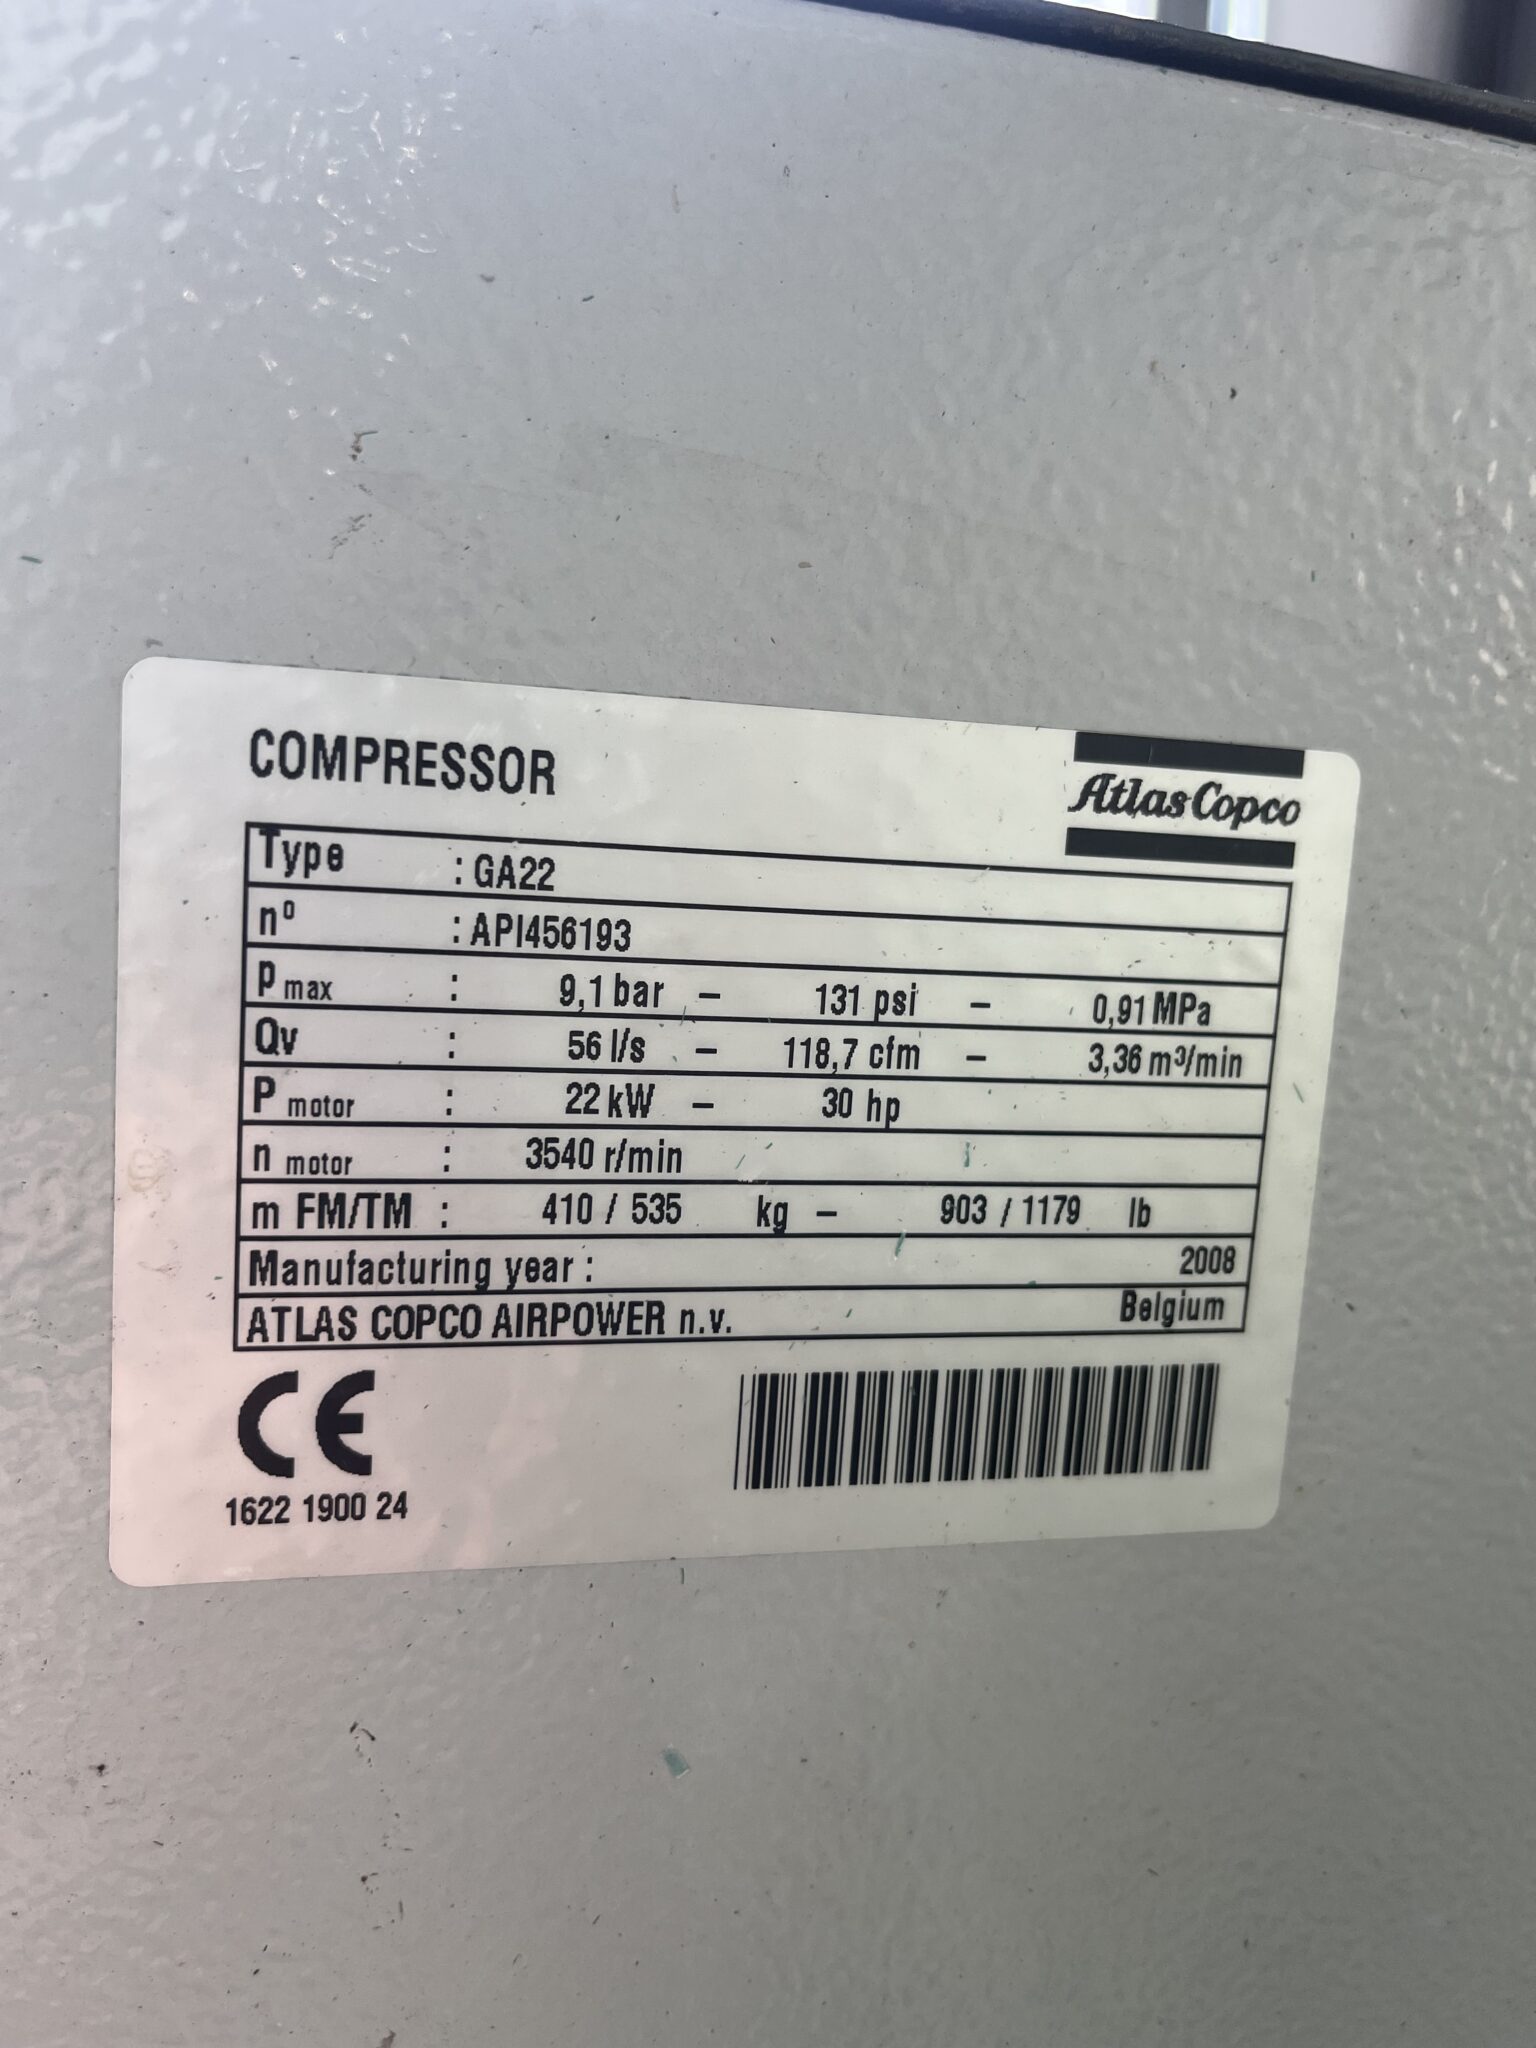 COMPRESSOR
Atlas Copco
Type : GA22
nº : API456193
Pmax : 9,1 bar – 131 psi – 0,91 MPa
Qv : 56 l/s – 118,7 cfm – 3,36 m³/min
P motor : 22 kW – 30 hp
n motor : 3540 r/min
m FM/TM : 410 / 535 kg – 903 / 1179 lb
Manufacturing year : 2008
ATLAS COPCO AIRPOWER n.v. Belgium
CE
1622 1900 24